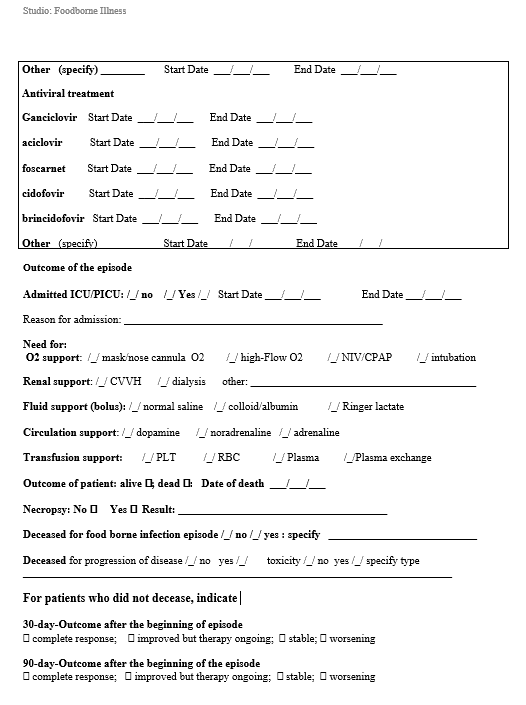 Studio: Foodborne Illness
Other (specify)________ Start Date ___/___/___ End Date ___/___/___
Antiviral treatment
Ganciclovir Start Date ___/___/___ End Date ___/___/___
aciclovir Start Date ___/___/___ End Date ___/___/___
foscarnet Start Date ___/___/___ End Date ___/___/___
cidofovir Start Date ___/___/___ End Date ___/___/___
brincidofovir Start Date ___/___/___ End Date ___/___/___
Other (specify) Start Date / / End Date / /
Outcome of the episode
Admitted ICU/PICU: /_/ no /_/ Yes /_/ Start Date ___/___/___ End Date ___/___/___
Reason for admission: ________________________________________________
Need for:
O2 support: /_/ mask/nose cannula O2 /_/ high-Flow O2 /_/ NIV/CPAP /_/ intubation
Renal support: /_/ CVVH /_/ dialysis other: __________________________________________
Fluid support (bolus): /_/ normal saline /_/ colloid/albumin /_/ Ringer lactate
Circulation support: /_/ dopamine /_/ noradrenaline /_/ adrenaline
Transfusion support: /_/ PLT /_/ RBC /_/ Plasma /_/Plasma exchange
Outcome of patient: alive ☐; dead ☐: Date of death ___/___/___
Necropsy: No ☐ Yes ☐ Result: ______________________________________
Deceased for food borne infection episode /_/ no /_/ yes : specify ____________________________
Deceased for progression of disease /_/ no yes /_/ toxicity /_/ no yes /_/ specify type
________________________________________________________________________________
For patients who did not decease, indicate
30-day-Outcome after the beginning of episode
☐ complete response; ☐ improved but therapy ongoing; ☐ stable; ☐ worsening
90-day-Outcome after the beginning of the episode
☐ complete response; ☐ improved but therapy ongoing; ☐ stable; ☐ worsening